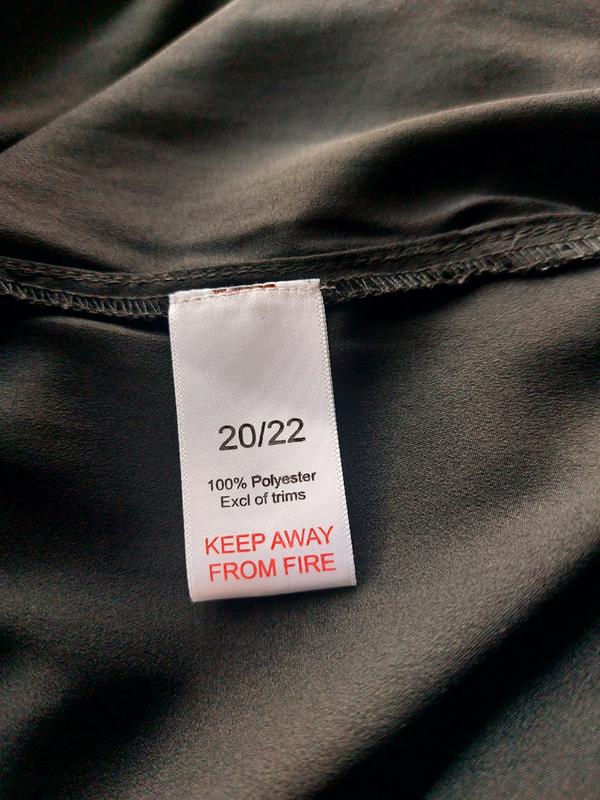 20/22
100% Polyester
Excl of trims
KEEP AWAY
FROM FIRE